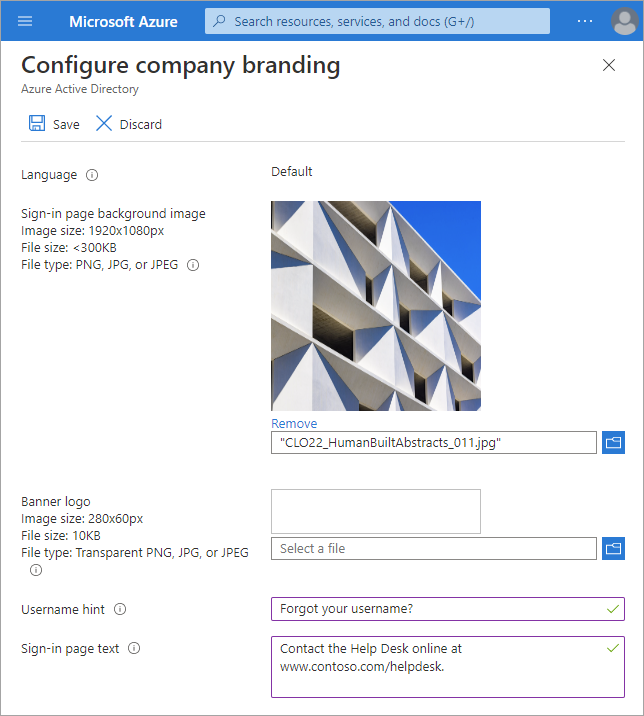 Microsoft Azure
Search resources, services, and docs (G+/)
Configure company branding
Azure Active Directory
Save
Discard
Language
Default
Sign-in page background image
Image size: 1920x1080px
File size: <300KB
File type: PNG, JPG, or JPEG
Remove
"CLO22_HumanBuiltAbstracts_011.jpg"
Banner logo
Image size: 280x60px
File size: 10KB
File type: Transparent PNG, JPG, or JPEG
Select a file
Username hint
Forgot your username?
Sign-in page text
Contact the Help Desk online at
www.contoso.com/helpdesk.